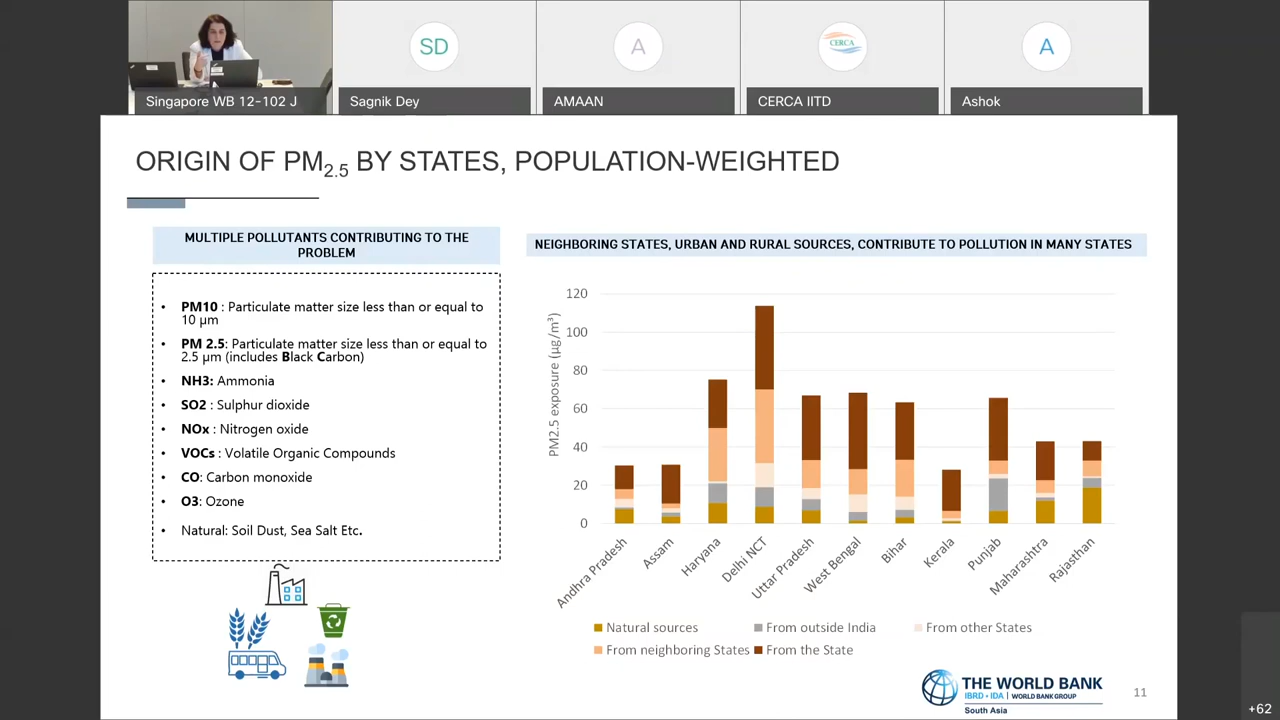 SD
A
CERCA
A
Singapore WB 12-102 J
Sagnik Dey
AMAAN
CERCA IITD
Ashok
ORIGIN OF PM2.5 BY STATES, POPULATION-WEIGHTED
MULTIPLE POLLUTANTS CONTRIBUTING TO THE
PROBLEM
• PM10 : Particulate matter size less than or equal to
10 µm
• PM 2.5: Particulate matter size less than or equal to
2.5 µm (includes Black Carbon)
• NH3: Ammonia
• SO2 : Sulphur dioxide
• NOx : Nitrogen oxide
• VOCs : Volatile Organic Compounds
• CO: Carbon monoxide
• O3: Ozone
• Natural: Soil Dust, Sea Salt Etc.
NEIGHBORING STATES, URBAN AND RURAL SOURCES, CONTRIBUTE TO POLLUTION IN MANY STATES
PM2.5 exposure (µg/m³)
120
100
80
60
40
20
0
Andhra Pradesh
Assam
Haryana
Delhi NCT
Uttar Pradesh
West Bengal
Bihar
Kerala
Punjab
Maharashtra
Rajasthan
Natural sources
From outside India
From other States
From neighboring States
From the State
THE WORLD BANK
IBRD • IDA | WORLD BANK GROUP
South Asia
11
+62